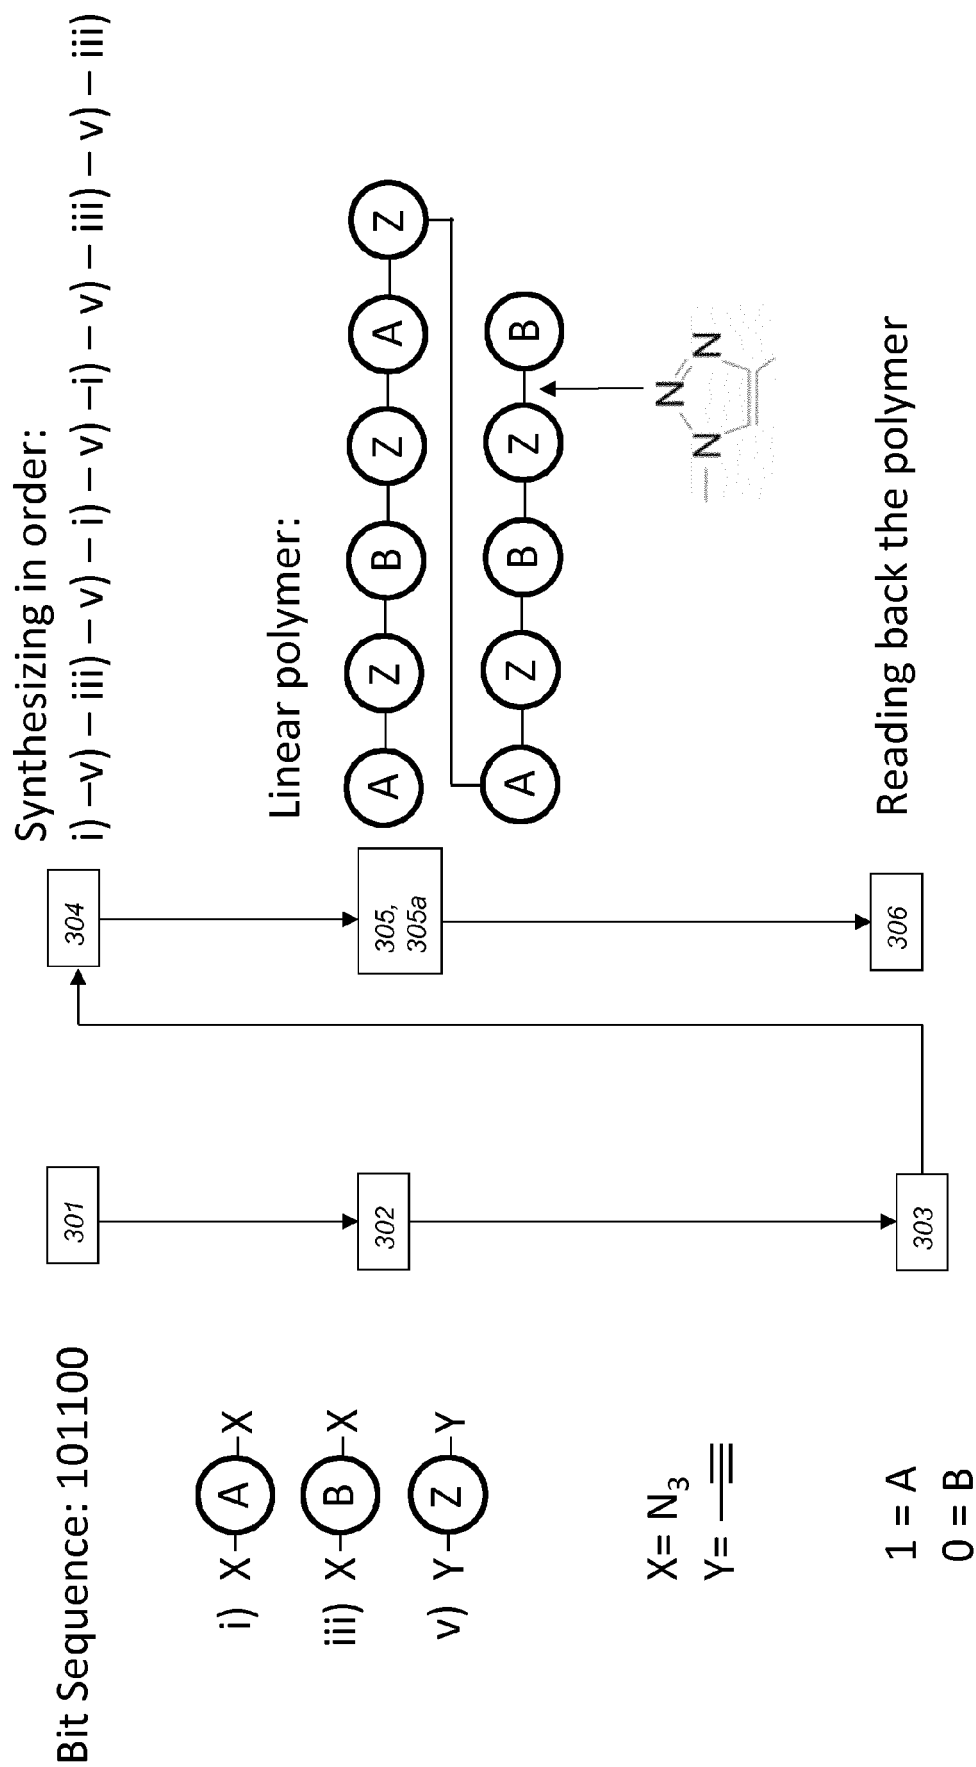 Bit Sequence: 101100
i) X–A–X
iii) X–B–X
v) Y–Z–Y
X= N3
Y= —≡
1 = A
0 = B
301
302
303
304
305,
305a
306
Synthesizing in order:
i) –v) – iii) – v) – i) – v) –i) – v) – iii) – v) – iii)
Linear polymer:
A Z B Z A Z
A Z B Z B
N N N
Reading back the polymer